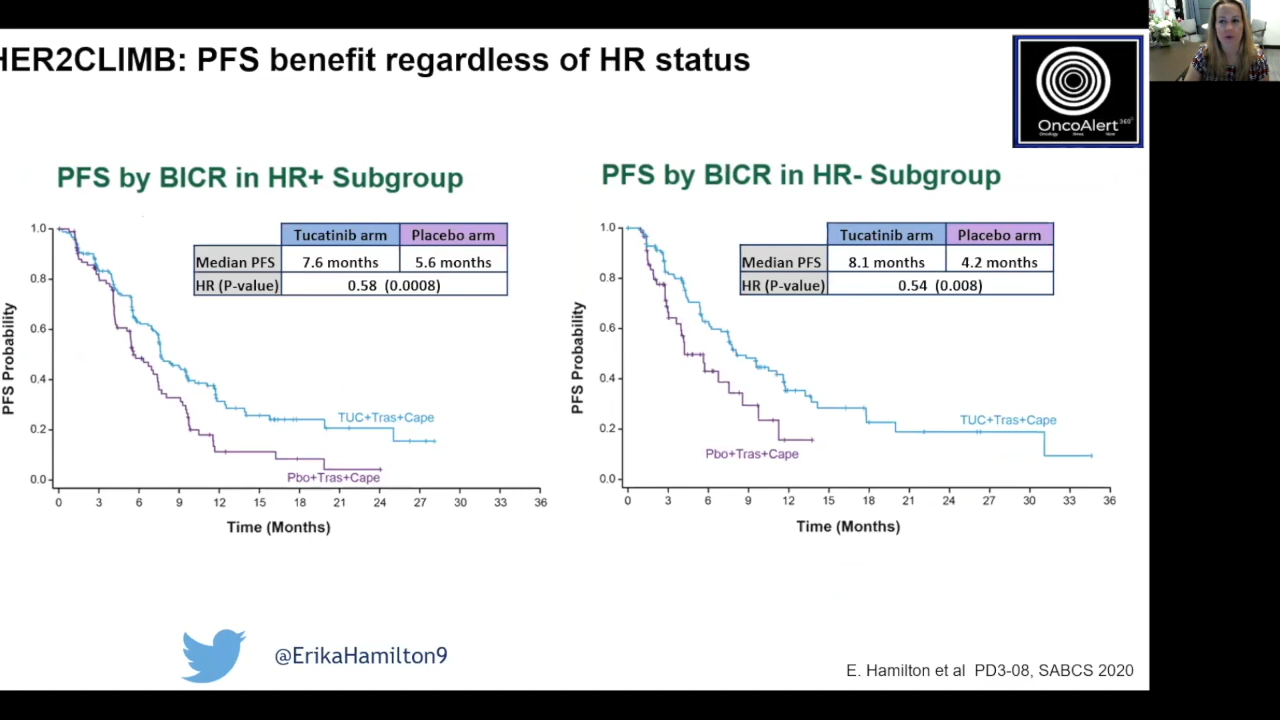 HER2CLIMB: PFS benefit regardless of HR status
OncoAlert 360°
Oncology News Now
PFS by BICR in HR+ Subgroup
Tucatinib arm Placebo arm
Median PFS 7.6 months 5.6 months
HR (P-value) 0.58 (0.0008)
PFS Probability
1.0
0.8
0.6
0.4
0.2
0.0
TUC+Tras+Cape
Pbo+Tras+Cape
0 3 6 9 12 15 18 21 24 27 30 33 36
Time (Months)
PFS by BICR in HR- Subgroup
Tucatinib arm Placebo arm
Median PFS 8.1 months 4.2 months
HR (P-value) 0.54 (0.008)
PFS Probability
1.0
0.8
0.6
0.4
0.2
0.0
TUC+Tras+Cape
Pbo+Tras+Cape
0 3 6 9 12 15 18 21 24 27 30 33 36
Time (Months)
@ErikaHamilton9
E. Hamilton et al PD3-08, SABCS 2020